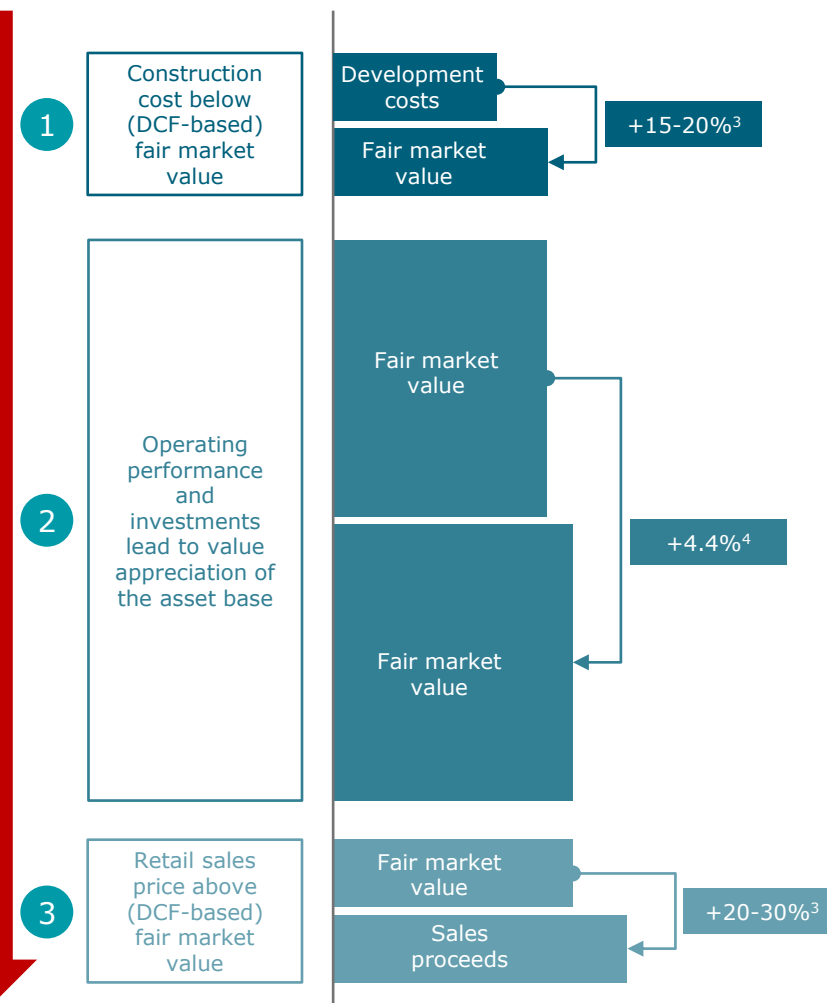 1
Construction
cost below
(DCF-based)
fair market
value
Development
costs
Fair market
value
+15-20%³
2
Operating
performance
and
investments
lead to value
appreciation of
the asset base
Fair market
value
Fair market
value
+4.4%⁴
3
Retail sales
price above
(DCF-based)
fair market
value
Fair market
value
Sales
proceeds
+20-30%³